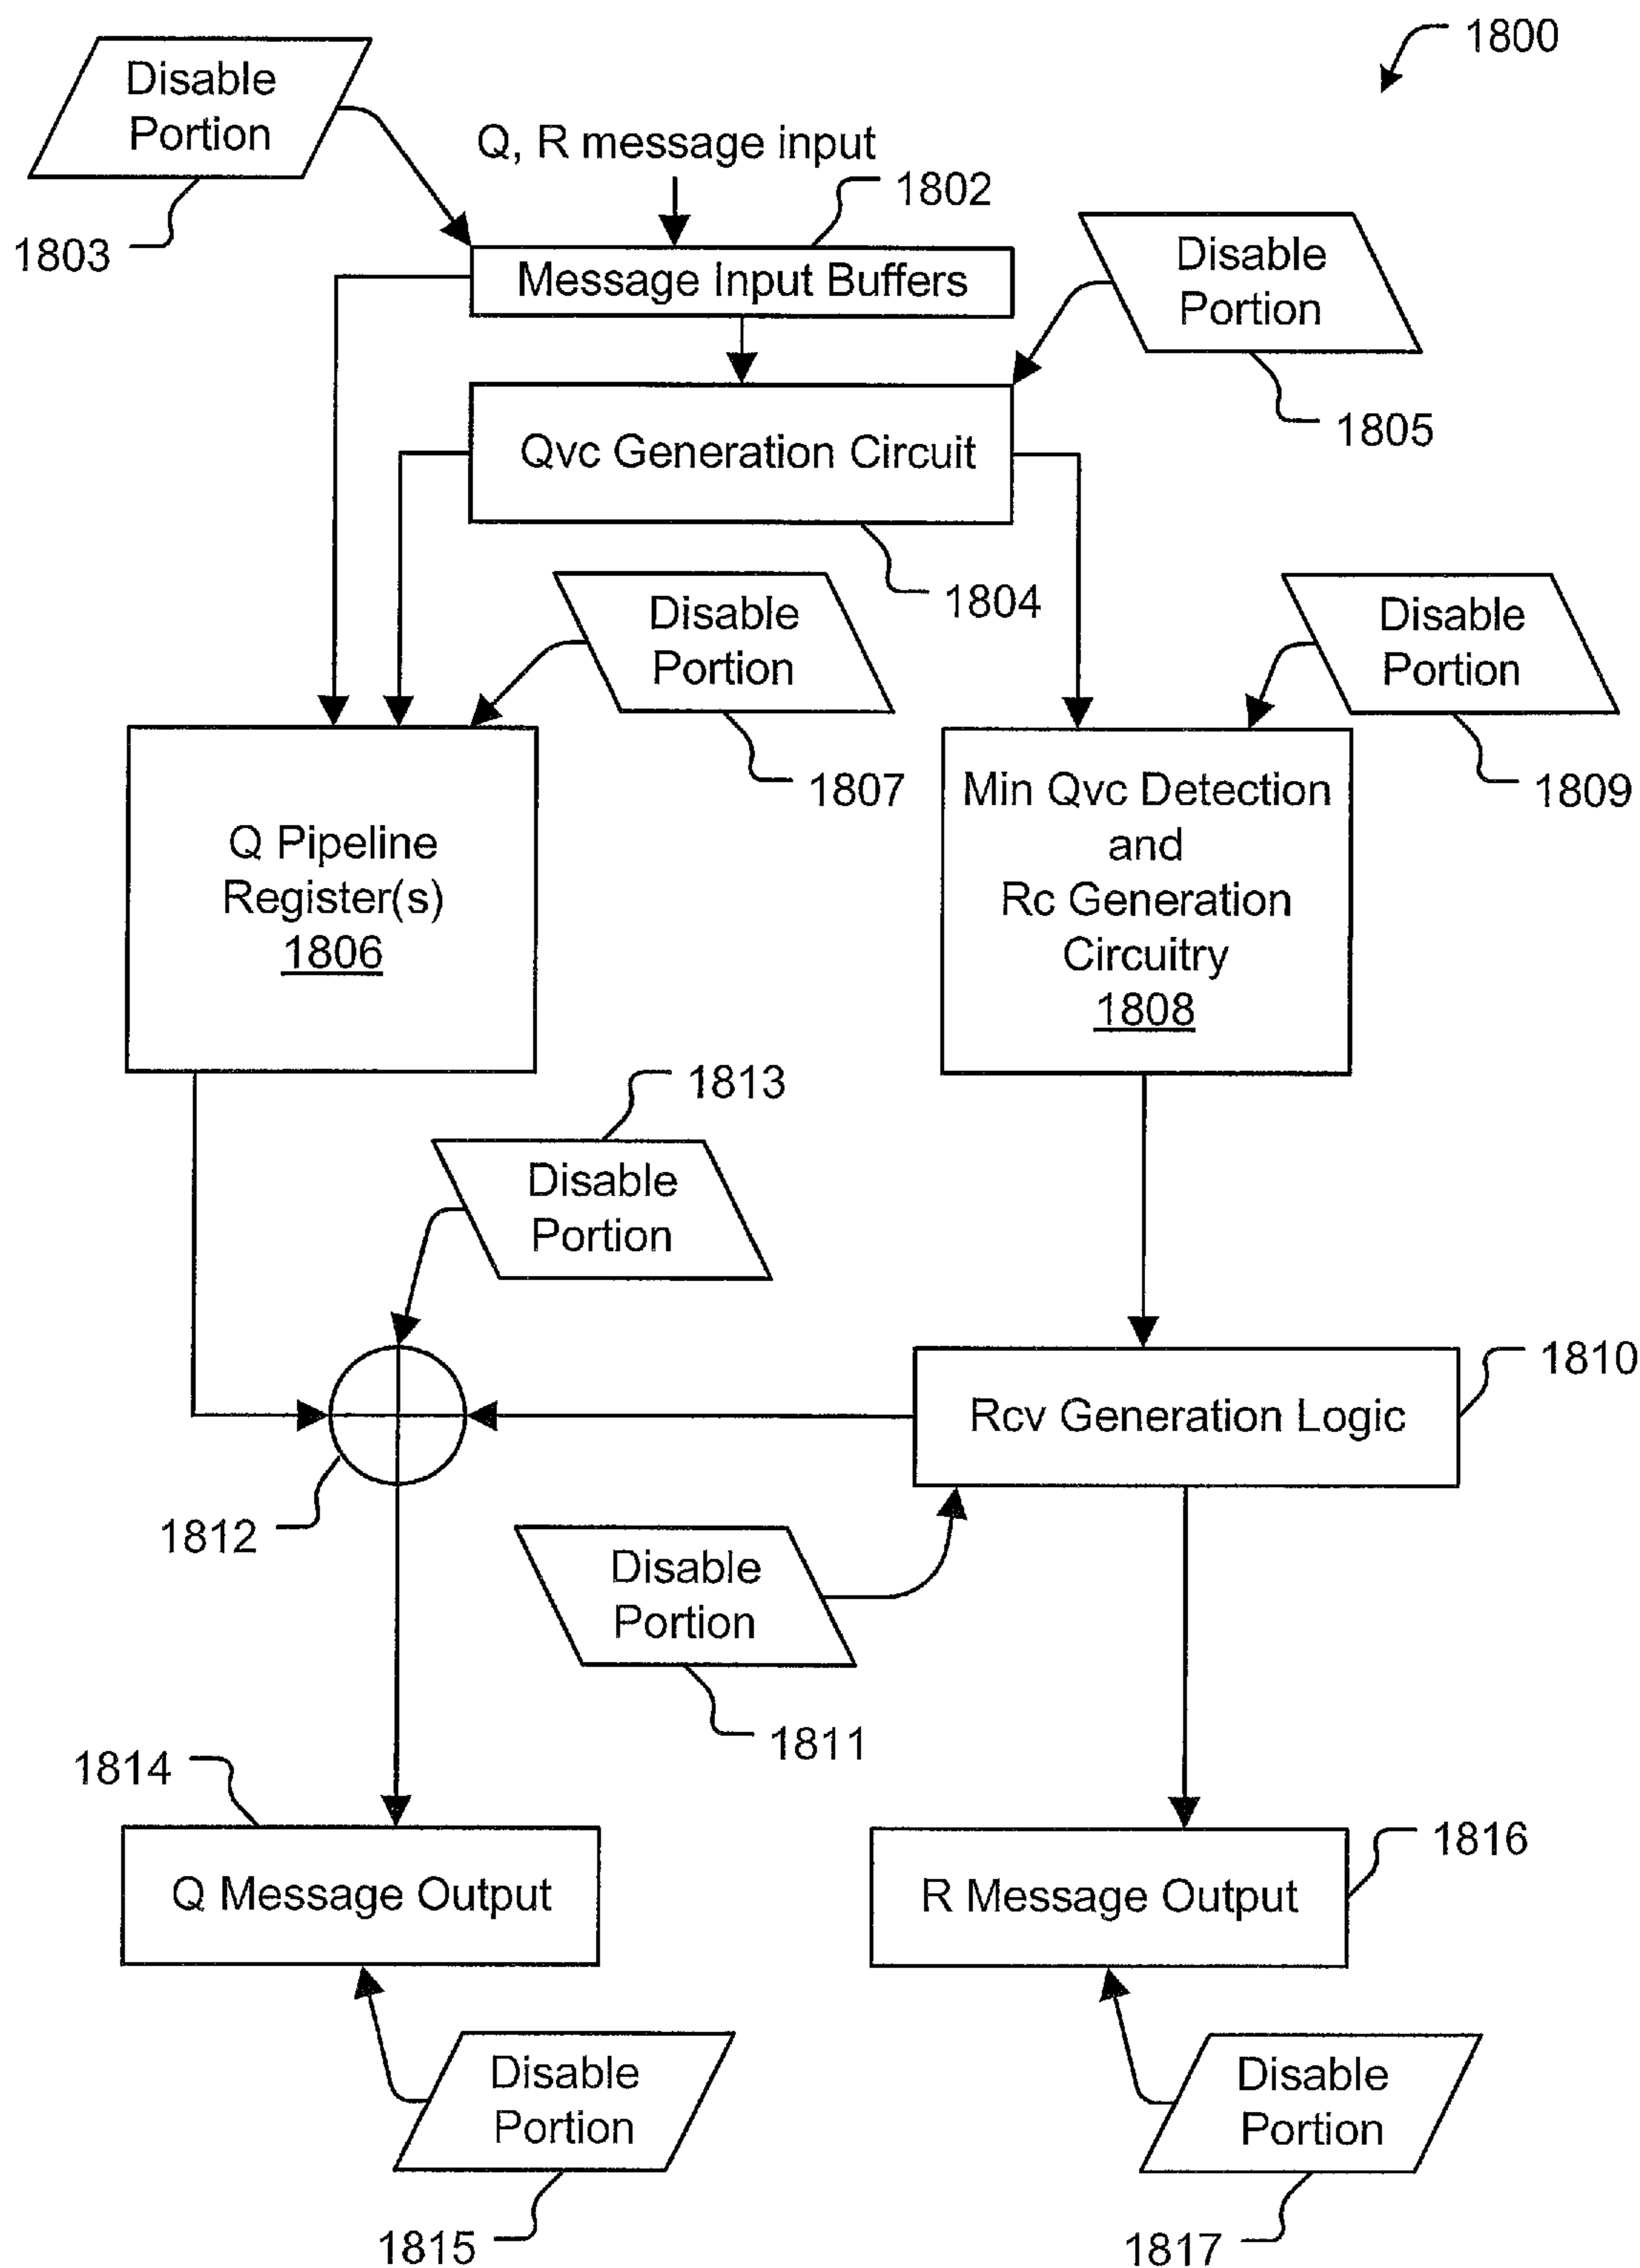 1800
Disable
Portion
1803
Q, R message input
1802
Message Input Buffers
Disable
Portion
1805
Qvc Generation Circuit
1804
Disable
Portion
1807
Disable
Portion
1809
Q Pipeline
Register(s)
1806
Min Qvc Detection
and
Rc Generation
Circuitry
1808
1813
Disable
Portion
1810
Rcv Generation Logic
1812
Disable
Portion
1811
1814
Q Message Output
1816
R Message Output
Disable
Portion
1815
Disable
Portion
1817